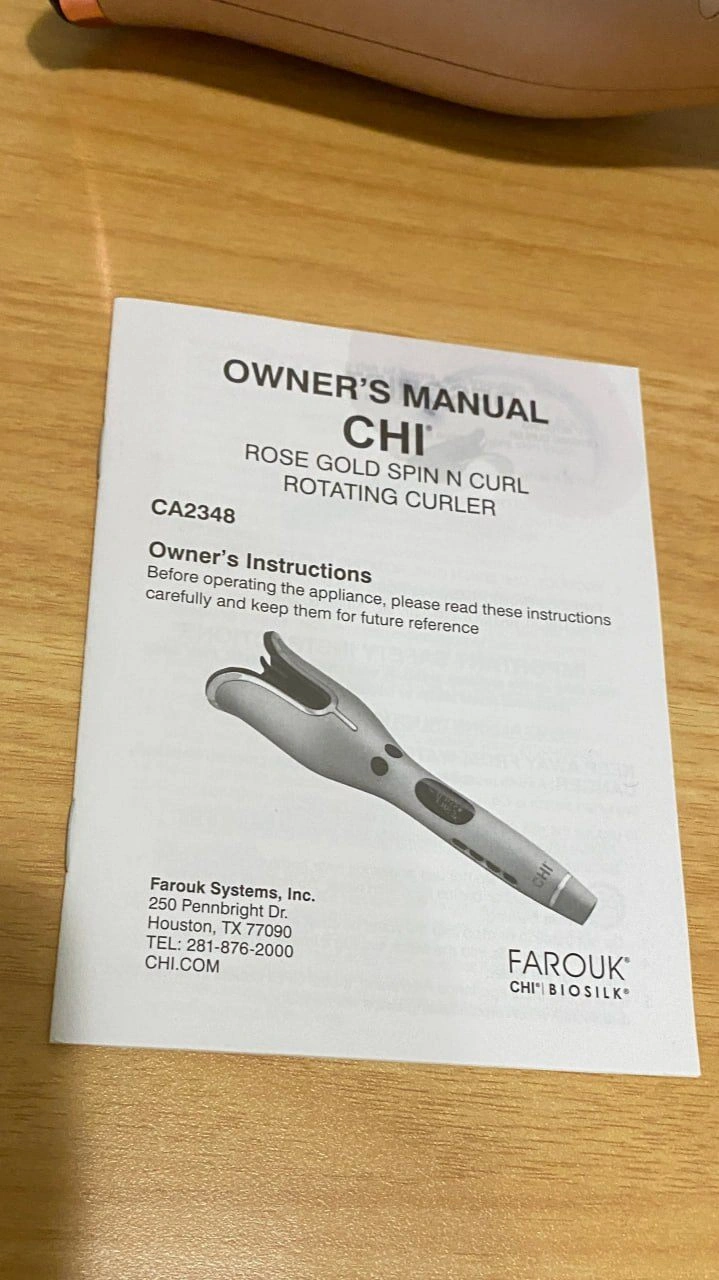 OWNER'S MANUAL
CHI®
ROSE GOLD SPIN N CURL
ROTATING CURLER
CA2348
Owner's Instructions
Before operating the appliance, please read these instructions
carefully and keep them for future reference
CHI
Farouk Systems, Inc.
250 Pennbright Dr.
Houston, TX 77090
TEL: 281-876-2000
CHI.COM
FAROUK®
CHI® | BIOSILK®